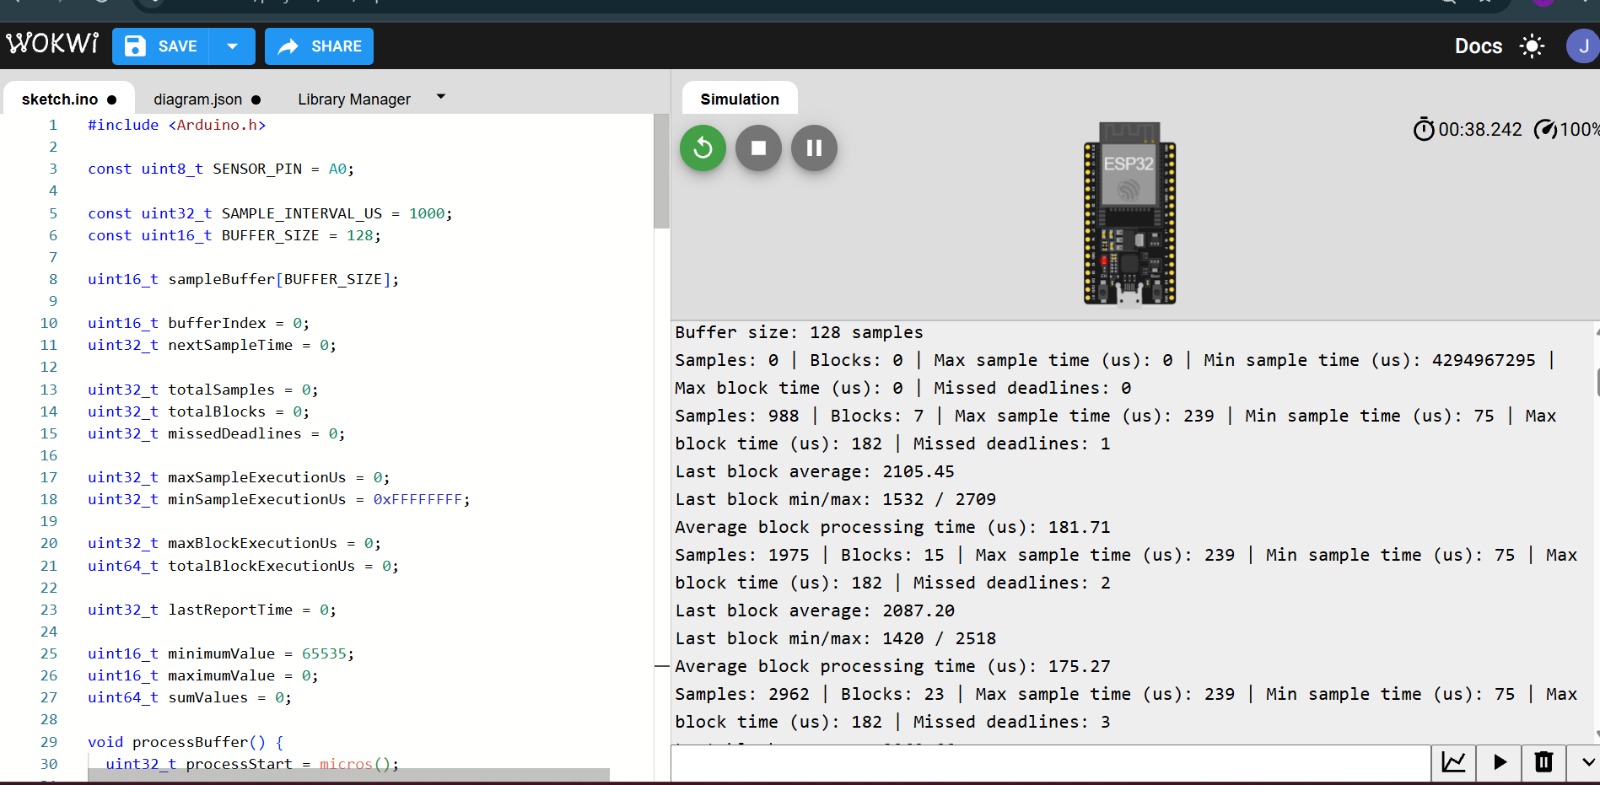 WOKWi SAVE SHARE Docs J
sketch.ino ● diagram.json ● Library Manager
1 #include <Arduino.h>
2
3 const uint8_t SENSOR_PIN = A0;
4
5 const uint32_t SAMPLE_INTERVAL_US = 1000;
6 const uint16_t BUFFER_SIZE = 128;
7
8 uint16_t sampleBuffer[BUFFER_SIZE];
9
10 uint16_t bufferIndex = 0;
11 uint32_t nextSampleTime = 0;
12
13 uint32_t totalSamples = 0;
14 uint32_t totalBlocks = 0;
15 uint32_t missedDeadlines = 0;
16
17 uint32_t maxSampleExecutionUs = 0;
18 uint32_t minSampleExecutionUs = 0xFFFFFFFF;
19
20 uint32_t maxBlockExecutionUs = 0;
21 uint64_t totalBlockExecutionUs = 0;
22
23 uint32_t lastReportTime = 0;
24
25 uint16_t minimumValue = 65535;
26 uint16_t maximumValue = 0;
27 uint64_t sumValues = 0;
28
29 void processBuffer() {
30 uint32_t processStart = micros();
Simulation
00:38.242 100%
ESP32
Buffer size: 128 samples
Samples: 0 | Blocks: 0 | Max sample time (us): 0 | Min sample time (us): 4294967295 |
Max block time (us): 0 | Missed deadlines: 0
Samples: 988 | Blocks: 7 | Max sample time (us): 239 | Min sample time (us): 75 | Max
block time (us): 182 | Missed deadlines: 1
Last block average: 2105.45
Last block min/max: 1532 / 2709
Average block processing time (us): 181.71
Samples: 1975 | Blocks: 15 | Max sample time (us): 239 | Min sample time (us): 75 | Max
block time (us): 182 | Missed deadlines: 2
Last block average: 2087.20
Last block min/max: 1420 / 2518
Average block processing time (us): 175.27
Samples: 2962 | Blocks: 23 | Max sample time (us): 239 | Min sample time (us): 75 | Max
block time (us): 182 | Missed deadlines: 3